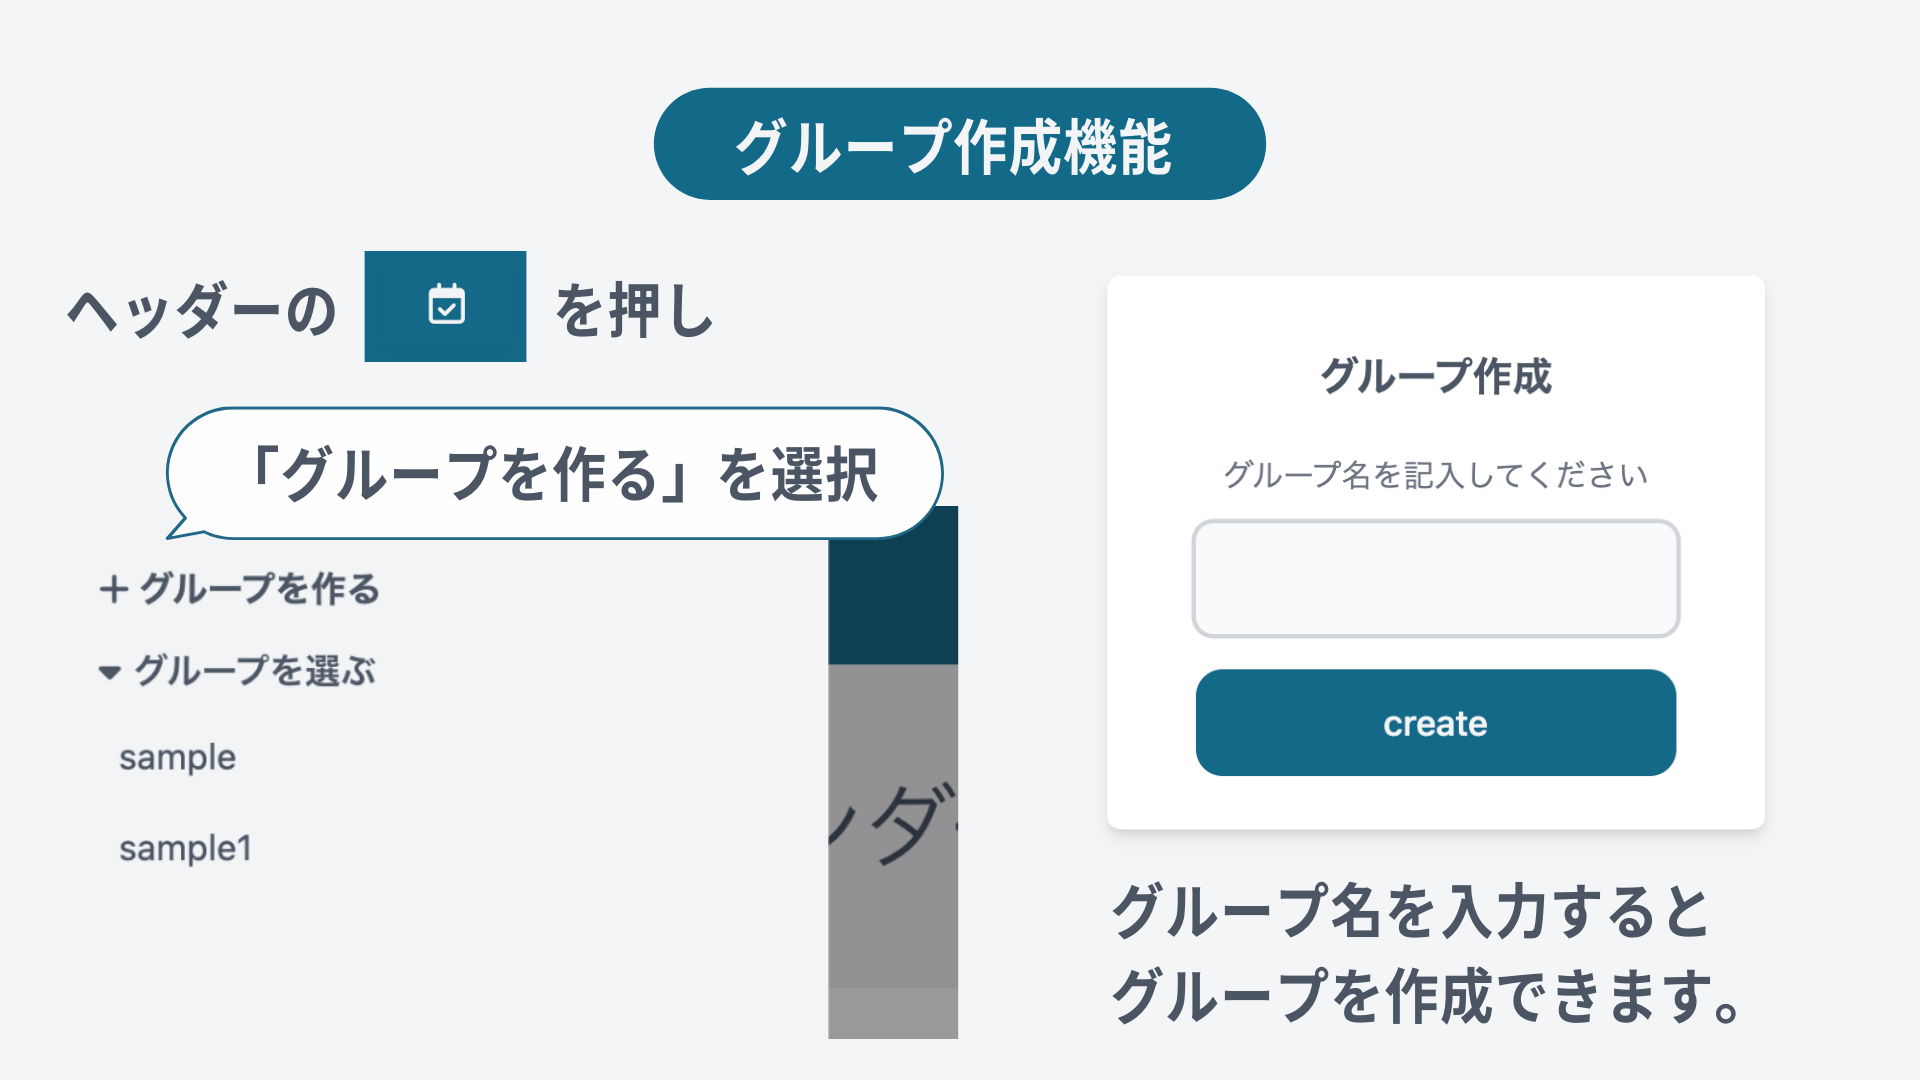 グループ作成機能
ヘッダーの を押し
「グループを作る」を選択
+ グループを作る
グループを選ぶ
sample
sample1
ンダ
グループ作成
グループ名を記入してください
create
グループ名を入力すると
グループを作成できます。